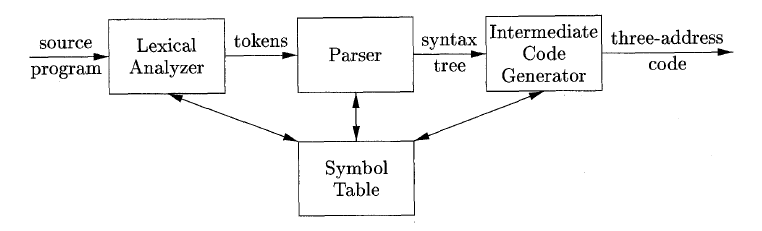 source
program
Lexical
Analyzer
tokens
Parser
syntax
tree
Intermediate
Code
Generator
three-address
code
Symbol
Table